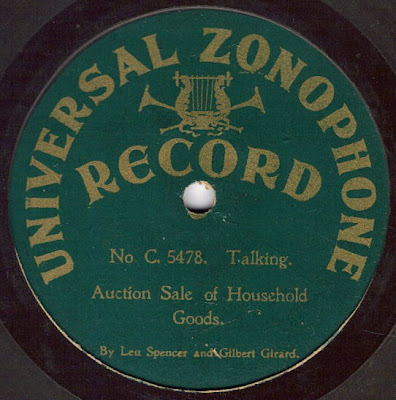 UNIVERSAL ZONOPHONE
RECORD
No. C. 5478. Talking.
Auction Sale of Household
Goods.
By Len Spencer and Gilbert Girard.